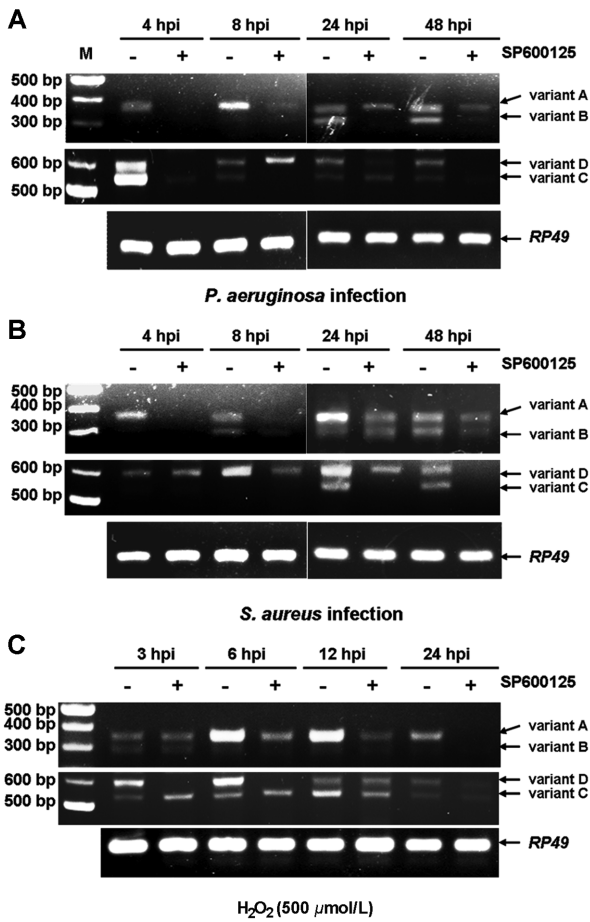 A
4 hpi 8 hpi 24 hpi 48 hpi
M - + - + - + - + SP600125
500 bp
400 bp
300 bp
variant A
variant B
600 bp
500 bp
variant D
variant C
RP49
P. aeruginosa infection
B
4 hpi 8 hpi 24 hpi 48 hpi
- + - + - + - + SP600125
500 bp
400 bp
300 bp
variant A
variant B
600 bp
500 bp
variant D
variant C
RP49
S. aureus infection
C
3 hpi 6 hpi 12 hpi 24 hpi
- + - + - + - + SP600125
500 bp
400 bp
300 bp
variant A
variant B
600 bp
500 bp
variant D
variant C
RP49
H₂O₂ (500 µmol/L)